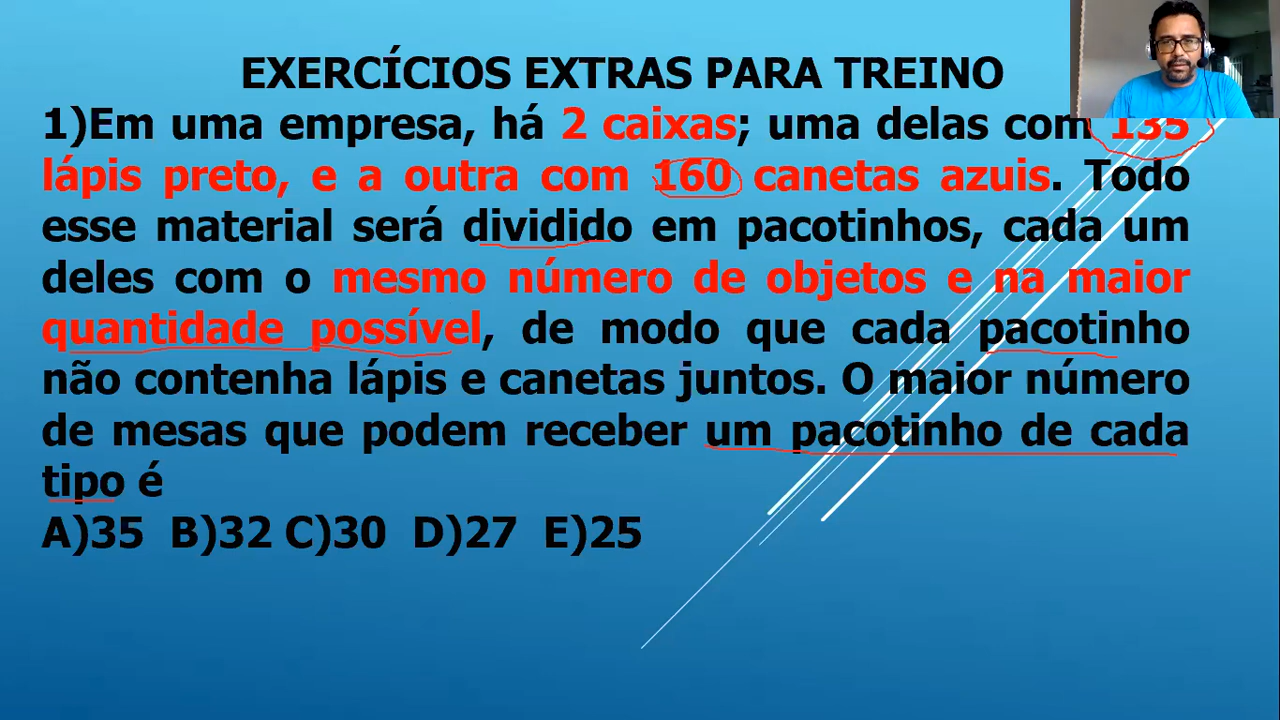 EXERCÍCIOS EXTRAS PARA TREINO
1)Em uma empresa, há 2 caixas; uma delas com 135
lápis preto, e a outra com 160 canetas azuis. Todo
esse material será dividido em pacotinhos, cada um
deles com o mesmo número de objetos e na maior
quantidade possível, de modo que cada pacotinho
não contenha lápis e canetas juntos. O maior número
de mesas que podem receber um pacotinho de cada
tipo é
A)35 B)32 C)30 D)27 E)25